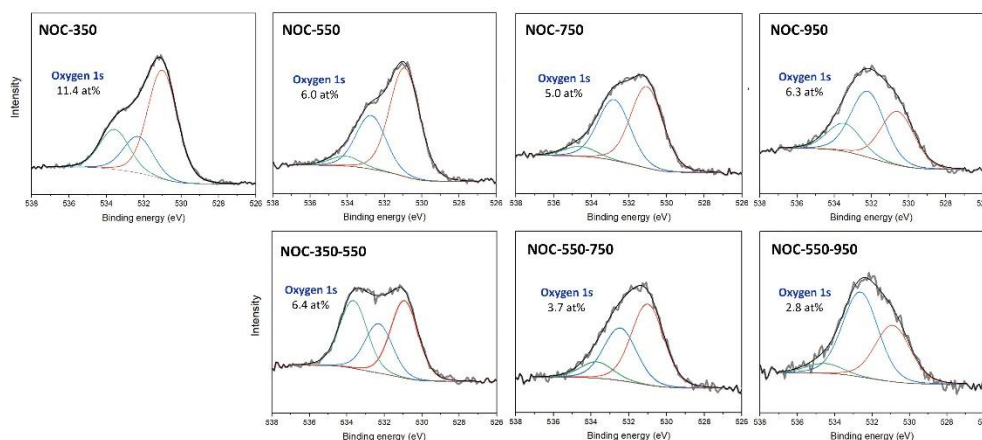 NOC-350
Oxygen 1s
11.4 at%
Intensity
538 536 534 532 530 528 526
Binding energy (eV)
NOC-550
Oxygen 1s
6.0 at%
538 536 534 532 530 528 526
Binding energy (eV)
NOC-750
Oxygen 1s
5.0 at%
538 536 534 532 530 528 526
Binding energy (eV)
NOC-950
Oxygen 1s
6.3 at%
538 536 534 532 530 528 526
Binding energy (eV)
NOC-350-550
Oxygen 1s
6.4 at%
Intensity
538 536 534 532 530 528 526
Binding energy (eV)
NOC-550-750
Oxygen 1s
3.7 at%
538 536 534 532 530 528 526
Binding energy (eV)
NOC-550-950
Oxygen 1s
2.8 at%
538 536 534 532 530 528 526
Binding energy (eV)